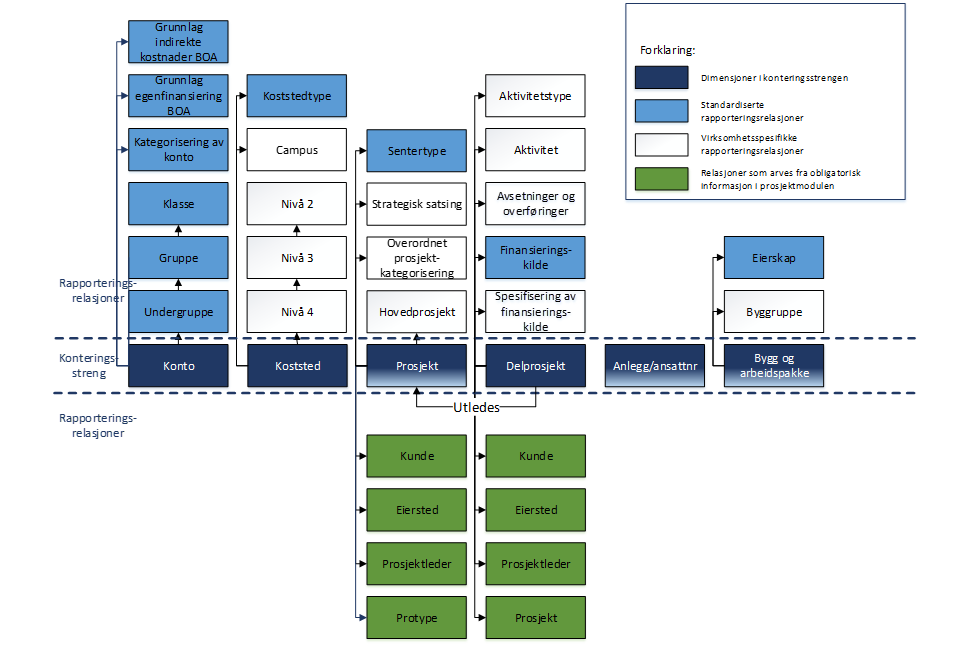 Forklaring:
Dimensjoner i konteringsstrengen
Standardiserte
rapporteringsrelasjoner
Virksomhetsspesifikke
rapporteringsrelasjoner
Relasjoner som arves fra obligatorisk
informasjon i prosjektmodulen
Grunnlag
indirekte
kostnader BOA
Grunnlag
egenfinansiering
BOA
Kategorisering av
konto
Klasse
Gruppe
Undergruppe
Konto
Koststedtype
Campus
Nivå 2
Nivå 3
Nivå 4
Koststed
Sentertype
Strategisk satsing
Overordnet
prosjekt-
kategorisering
Hovedprosjekt
Prosjekt
Aktivitetstype
Aktivitet
Avsetninger og
overføringer
Finansierings-
kilde
Spesifisering av
finansierings-
kilde
Delprosjekt
Anlegg/ansattnr
Eierskap
Byggruppe
Bygg og
arbeidspakke
Rapporterings-
relasjoner
Konterings-
streng
Rapporterings-
relasjoner
Utledes
Kunde
Eiersted
Prosjektleder
Protype
Kunde
Eiersted
Prosjektleder
Prosjekt